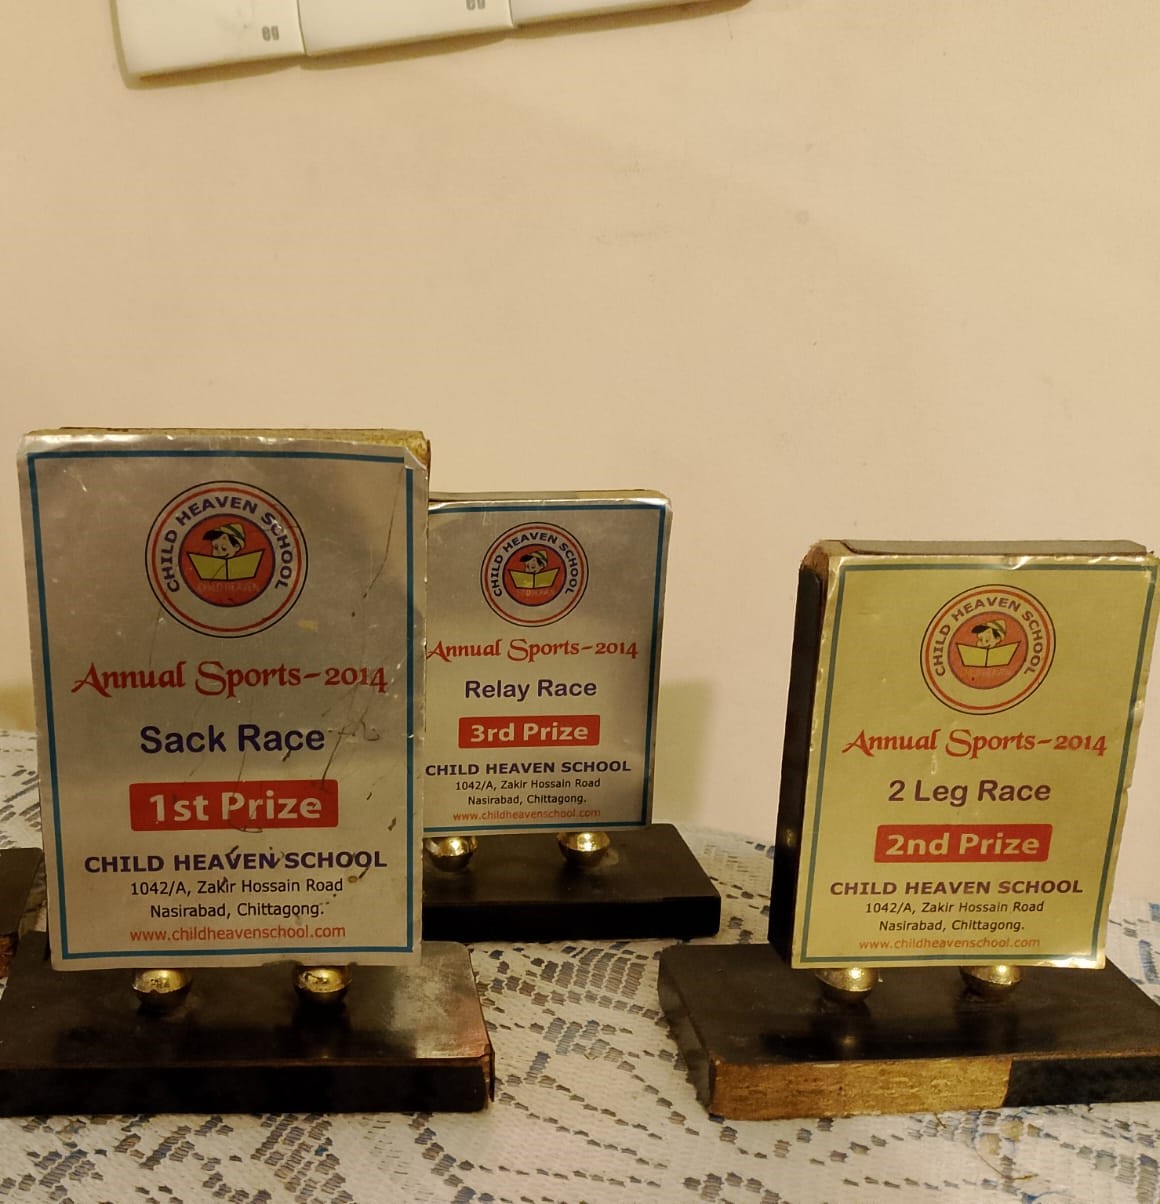 CHILD HEAVEN SCHOOL
CHILD HEAVEN
Annual Sports-2014
Sack Race
1st Prize
CHILD HEAVEN SCHOOL
1042/A, Zakir Hossain Road
Nasirabad, Chittagong.
www.childheavenschool.com
CHILD HEAVEN SCHOOL
Annual Sports-2014
Relay Race
3rd Prize
CHILD HEAVEN SCHOOL
1042/A, Zakir Hossain Road
Nasirabad, Chittagong.
www.childheavenschool.com
CHILD HEAVEN SCHOOL
Annual Sports-2014
2 Leg Race
2nd Prize
CHILD HEAVEN SCHOOL
1042/A, Zakir Hossain Road
Nasirabad, Chittagong.
www.childheavenschool.com